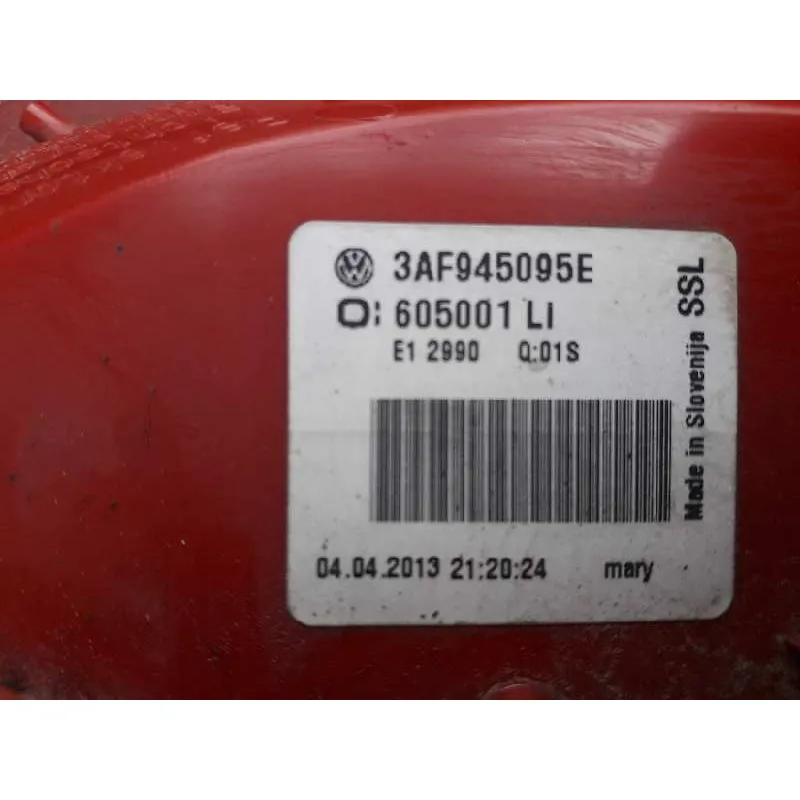 3AF945095E
O: 605001 LI
E1 2990 Q:01S
04.04.2013 21:20:24 mary
Made in Slovenija SSL